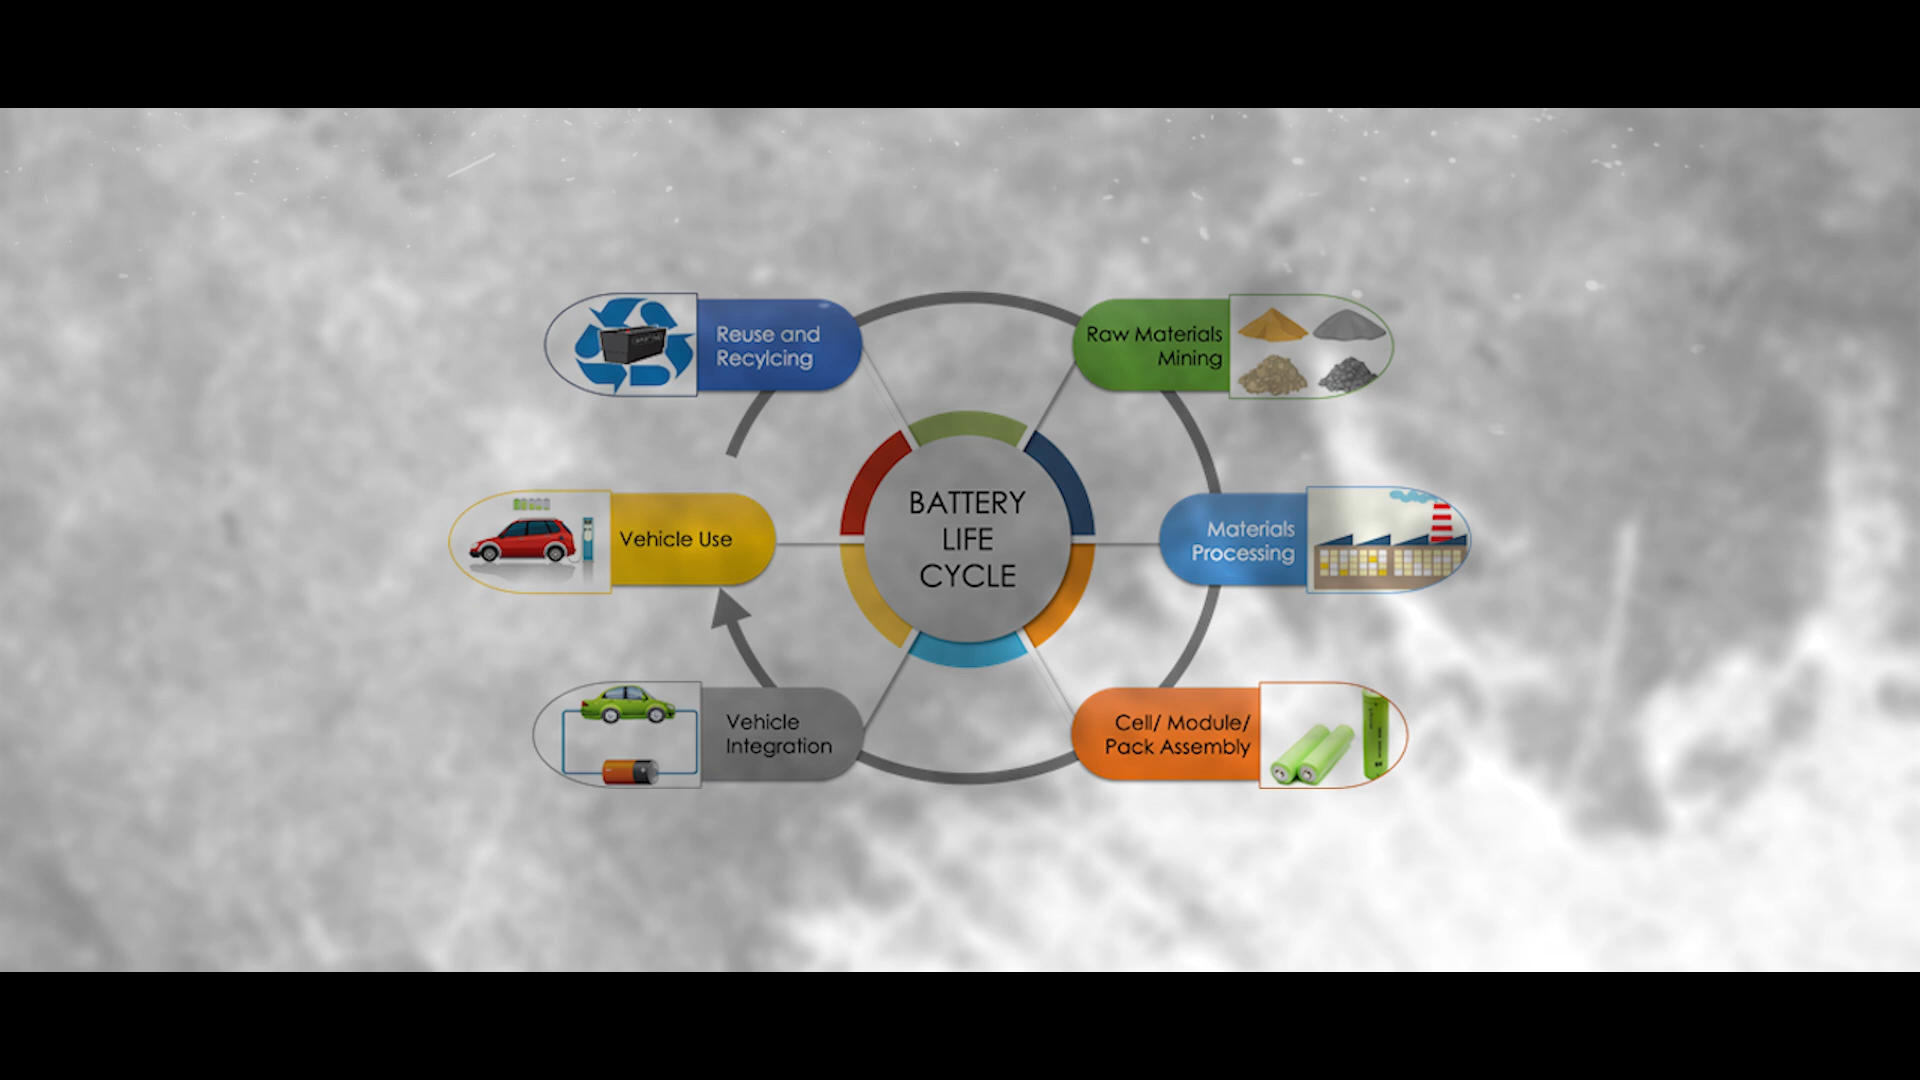 Reuse and
Recylcing
Raw Materials
Mining
BATTERY
LIFE
CYCLE
Vehicle Use
Materials
Processing
Vehicle
Integration
Cell/ Module/
Pack Assembly